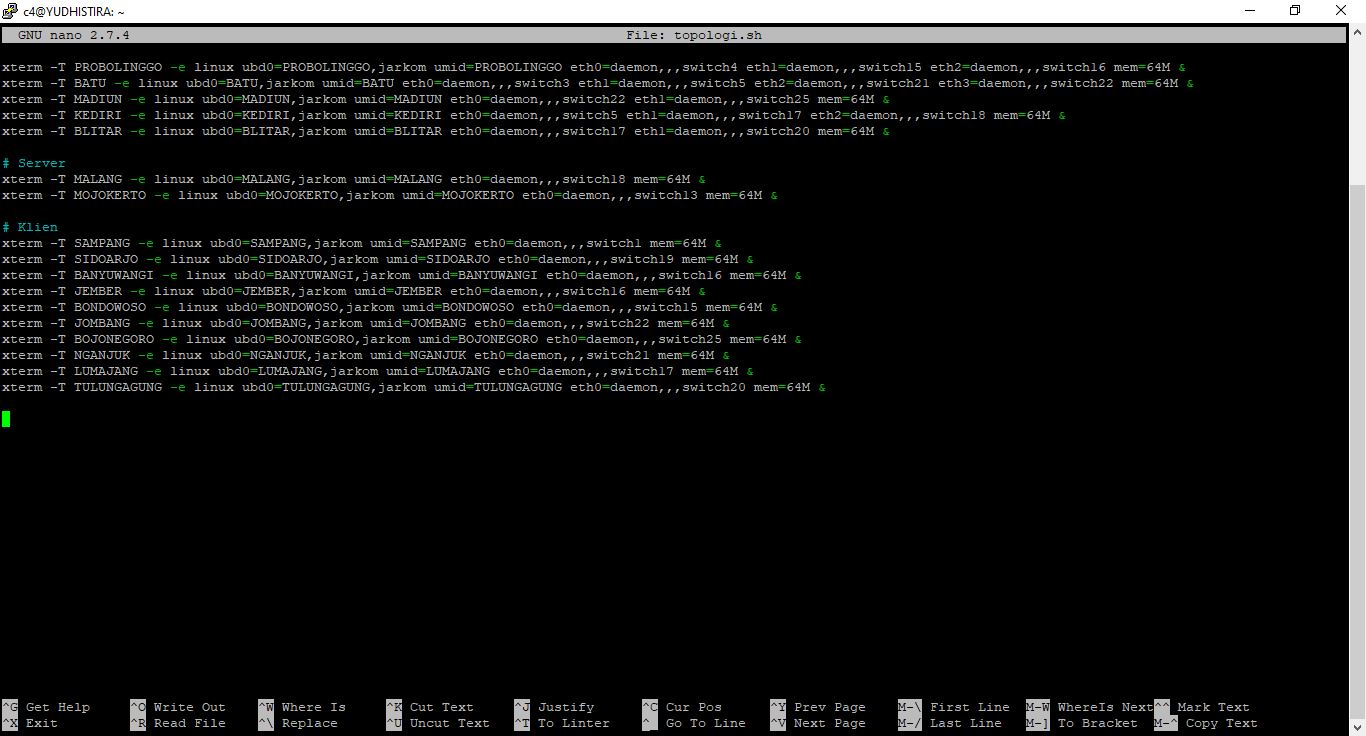 c4@YUDHISTIRA: ~
GNU nano 2.7.4 File: topologi.sh
xterm -T PROBOLINGGO -e linux ubd0=PROBOLINGGO,jarkom umid=PROBOLINGGO eth0=daemon,,,switch4 eth1=daemon,,,switch15 eth2=daemon,,,switch16 mem=64M &
xterm -T BATU -e linux ubd0=BATU,jarkom umid=BATU eth0=daemon,,,switch3 eth1=daemon,,,switch5 eth2=daemon,,,switch21 eth3=daemon,,,switch22 mem=64M &
xterm -T MADIUN -e linux ubd0=MADIUN,jarkom umid=MADIUN eth0=daemon,,,switch22 eth1=daemon,,,switch25 mem=64M &
xterm -T KEDIRI -e linux ubd0=KEDIRI,jarkom umid=KEDIRI eth0=daemon,,,switch5 eth1=daemon,,,switch17 eth2=daemon,,,switch18 mem=64M &
xterm -T BLITAR -e linux ubd0=BLITAR,jarkom umid=BLITAR eth0=daemon,,,switch17 eth1=daemon,,,switch20 mem=64M &
# Server
xterm -T MALANG -e linux ubd0=MALANG,jarkom umid=MALANG eth0=daemon,,,switch18 mem=64M &
xterm -T MOJOKERTO -e linux ubd0=MOJOKERTO,jarkom umid=MOJOKERTO eth0=daemon,,,switch13 mem=64M &
# Klien
xterm -T SAMPANG -e linux ubd0=SAMPANG,jarkom umid=SAMPANG eth0=daemon,,,switch1 mem=64M &
xterm -T SIDOARJO -e linux ubd0=SIDOARJO,jarkom umid=SIDOARJO eth0=daemon,,,switch19 mem=64M &
xterm -T BANYUWANGI -e linux ubd0=BANYUWANGI,jarkom umid=BANYUWANGI eth0=daemon,,,switch16 mem=64M &
xterm -T JEMBER -e linux ubd0=JEMBER,jarkom umid=JEMBER eth0=daemon,,,switch16 mem=64M &
xterm -T BONDOWOSO -e linux ubd0=BONDOWOSO,jarkom umid=BONDOWOSO eth0=daemon,,,switch15 mem=64M &
xterm -T JOMBANG -e linux ubd0=JOMBANG,jarkom umid=JOMBANG eth0=daemon,,,switch22 mem=64M &
xterm -T BOJONEGORO -e linux ubd0=BOJONEGORO,jarkom umid=BOJONEGORO eth0=daemon,,,switch25 mem=64M &
xterm -T NGANJUK -e linux ubd0=NGANJUK,jarkom umid=NGANJUK eth0=daemon,,,switch21 mem=64M &
xterm -T LUMAJANG -e linux ubd0=LUMAJANG,jarkom umid=LUMAJANG eth0=daemon,,,switch17 mem=64M &
xterm -T TULUNGAGUNG -e linux ubd0=TULUNGAGUNG,jarkom umid=TULUNGAGUNG eth0=daemon,,,switch20 mem=64M &
^G Get Help ^O Write Out ^W Where Is ^K Cut Text ^J Justify ^C Cur Pos ^Y Prev Page M-\ First Line M-W WhereIs Next ^^ Mark Text
^X Exit ^R Read File ^\ Replace ^U Uncut Text ^T To Linter ^_ Go To Line ^V Next Page M-/ Last Line M-] To Bracket M-^ Copy Text